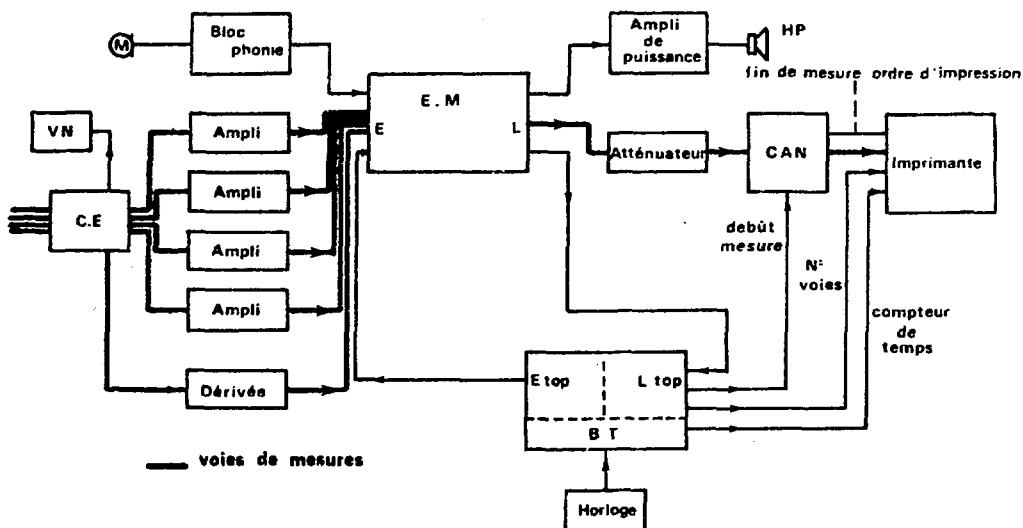 Bloc
phonie
M
Ampli
de
puissance
HP
fin de mesure ordre d'impression
E.M
E
L
VN
Ampli
Ampli
Ampli
Ampli
C.E
Atténuateur
CAN
Imprimante
debût
mesure
N°
voies
compteur
de
temps
Dérivée
E top
L top
B T
voies de mesures
Horloge